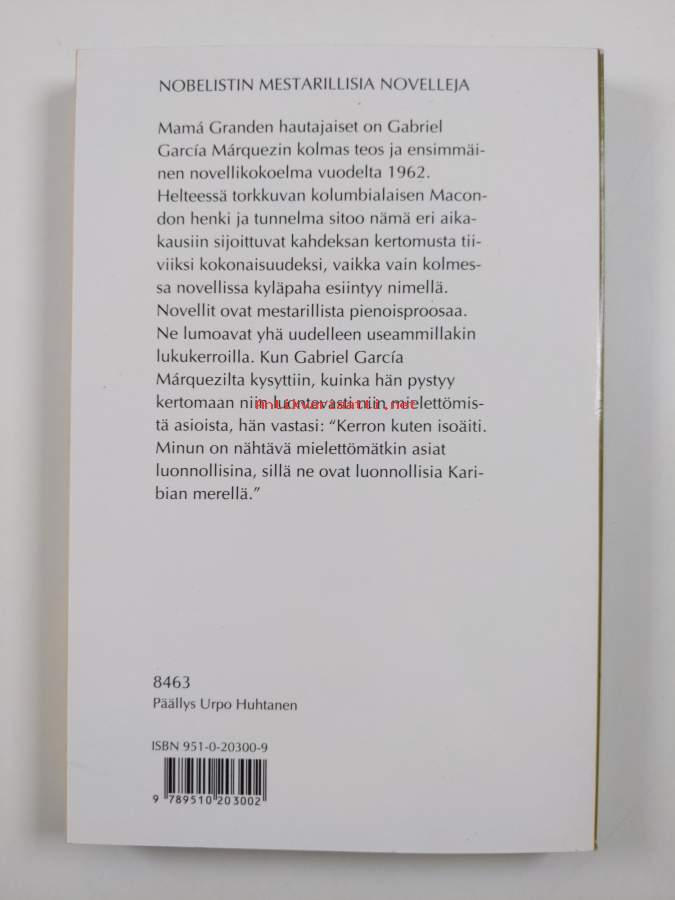 NOBELISTIN MESTARILLISIA NOVELLEJA
Mamá Granden hautajaiset on Gabriel
García Márquezin kolmas teos ja ensimmäi-
nen novellikokoelma vuodelta 1962.
Helteessä torkkuvan kolumbialaisen Macon-
don henki ja tunnelma sitoo nämä eri aika-
kausiin sijoittuvat kahdeksan kertomusta tii-
viiksi kokonaisuudeksi, vaikka vain kolmes-
sa novellissa kyläpaha esiintyy nimellä.
Novellit ovat mestarillista pienoisproosaa.
Ne lumoavat yhä uudelleen useammillakin
lukukerroilla. Kun Gabriel García
Márquezilta kysyttiin, kuinka hän pystyy
kertomaan niin luontevasti niin mielettömis-
antikvariaatti.net
tä asioista, hän vastasi: “Kerron kuten isoäiti.
Minun on nähtävä mielettömätkin asiat
luonnollisina, sillä ne ovat luonnollisia Kari-
bian merellä.”
8463
Päällys Urpo Huhtanen
ISBN 951-0-20300-9
9 789510 203002